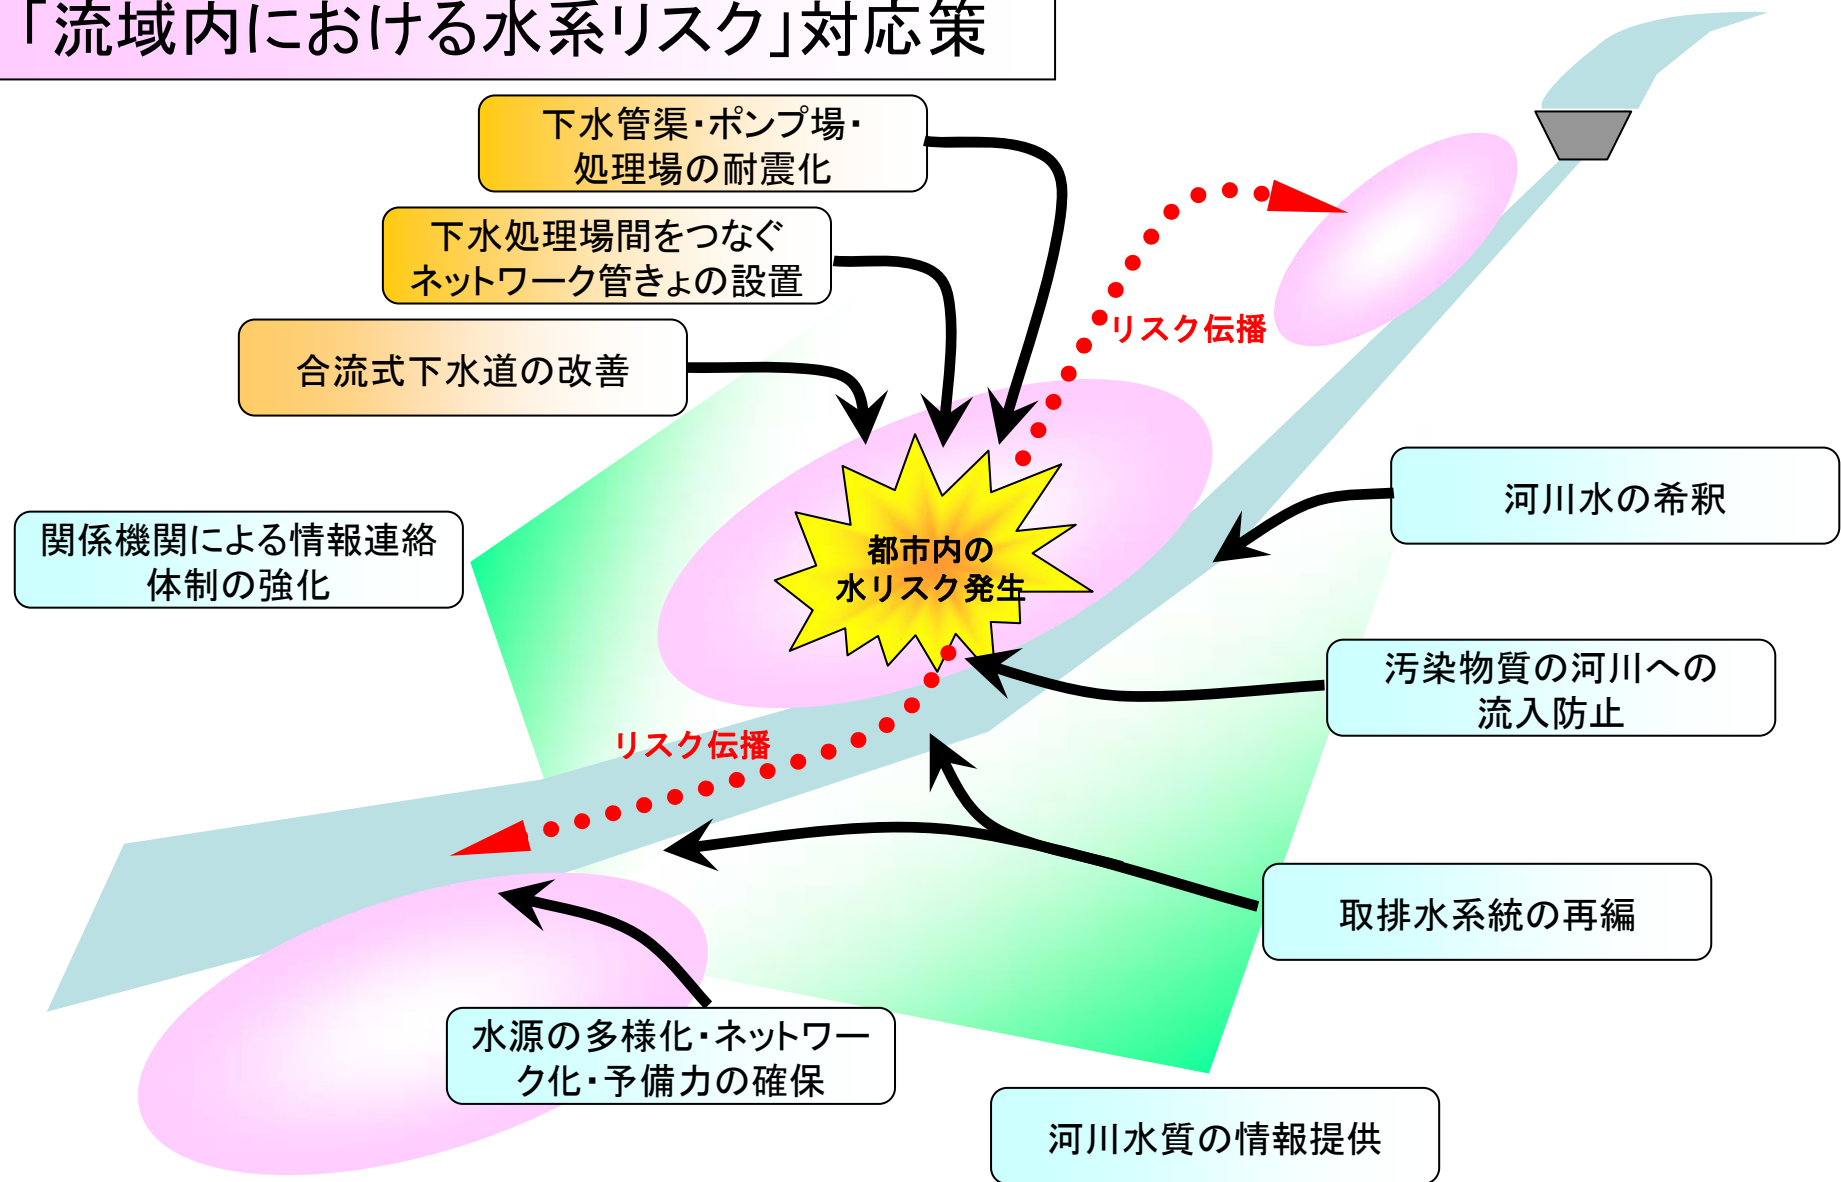 「流域内における水系リスク」対応策
下水管渠・ポンプ場・
処理場の耐震化
下水処理場間をつなぐ
ネットワーク管きょの設置
リスク伝播
合流式下水道の改善
河川水の希釈
関係機関による情報連絡
体制の強化
都市内の
水リスク発生
汚染物質の河川への
流入防止
リスク伝播
取排水系統の再編
水源の多様化・ネットワー
ク化・予備力の確保
河川水質の情報提供